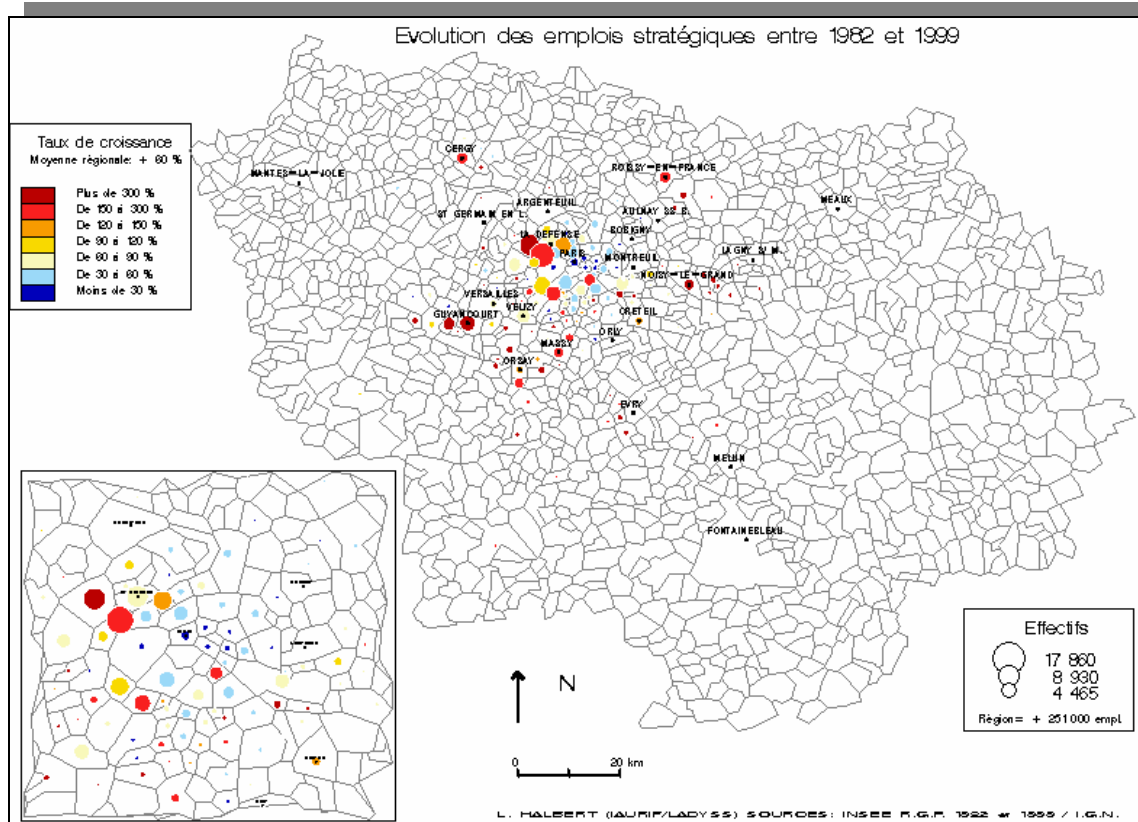 Evolution des emplois stratégiques entre 1982 et 1999
Taux de croissance
Moyenne régionale: + 60 %
Plus de 300 %
De 150 à 300 %
De 120 à 150 %
De 90 à 120 %
De 60 à 90 %
De 30 à 60 %
Moins de 30 %
CERGY
ROISSY-EN-FRANCE
MANTES-LA-JOLIE
MEAUX
ARGENTEUIL
ST GERMAIN EN L.
AULNAY SS. B.
LA DEFENSE
BOBIGNY
PARIS
LAGNY S/ M.
MONTREUIL
NOISY-LE-GRAND
VERSAILLES
GUYANCOURT
VELIZY
CRETEIL
ORLY
MASSY
ORSAY
EVRY
MELUN
FONTAINEBLEAU
N
0 20 km
Effectifs
17 860
8 930
4 465
Région= + 251000 empl.
L. HALBERT (IAURIF/LADYSS) SOURCES: INSEE R.G.P. 1982 et 1999 / I.G.N.